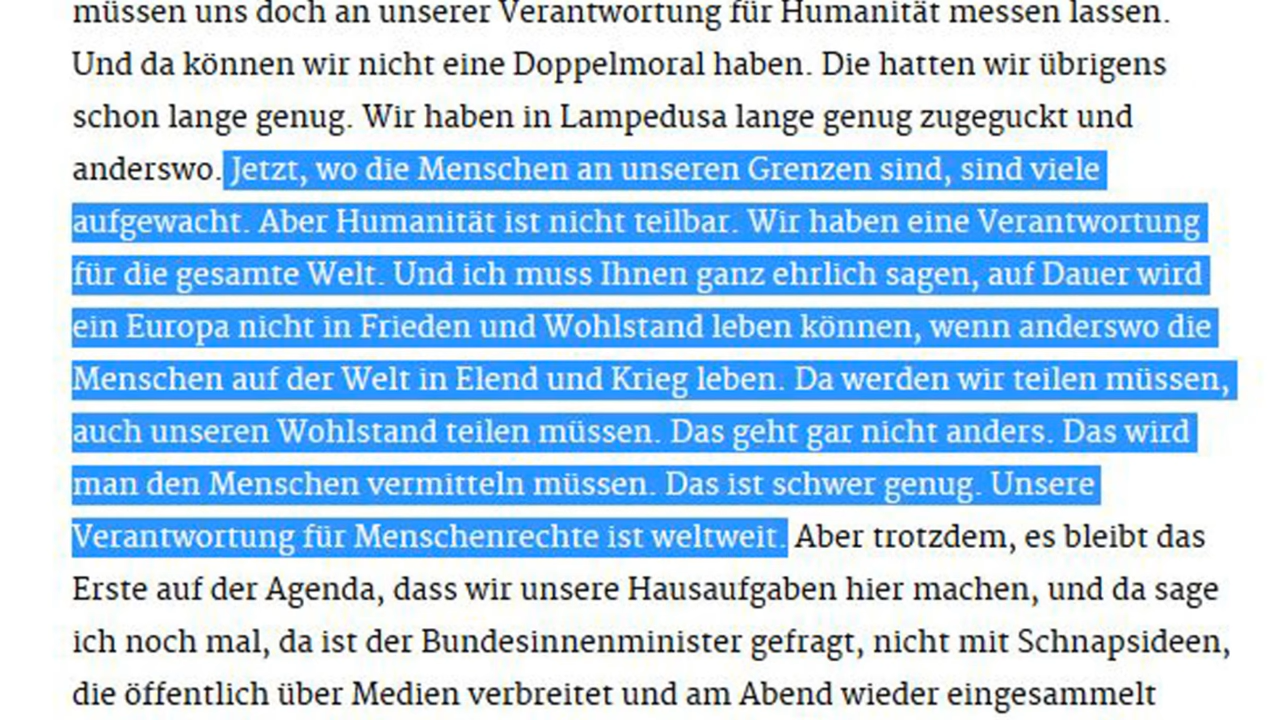 müssen uns doch an unserer Verantwortung für Humanität messen lassen.
Und da können wir nicht eine Doppelmoral haben. Die hatten wir übrigens
schon lange genug. Wir haben in Lampedusa lange genug zugeguckt und
anderswo. Jetzt, wo die Menschen an unseren Grenzen sind, sind viele
aufgewacht. Aber Humanität ist nicht teilbar. Wir haben eine Verantwortung
für die gesamte Welt. Und ich muss Ihnen ganz ehrlich sagen, auf Dauer wird
ein Europa nicht in Frieden und Wohlstand leben können, wenn anderswo die
Menschen auf der Welt in Elend und Krieg leben. Da werden wir teilen müssen,
auch unseren Wohlstand teilen müssen. Das geht gar nicht anders. Das wird
man den Menschen vermitteln müssen. Das ist schwer genug. Unsere
Verantwortung für Menschenrechte ist weltweit. Aber trotzdem, es bleibt das
Erste auf der Agenda, dass wir unsere Hausaufgaben hier machen, und da sage
ich noch mal, da ist der Bundesinnenminister gefragt, nicht mit Schnapsideen,
die öffentlich über Medien verbreitet und am Abend wieder eingesammelt